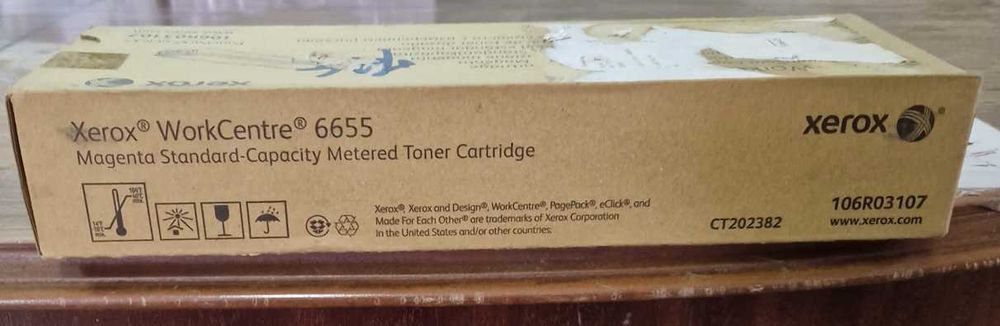 Xerox® WorkCentre® 6655
Magenta Standard-Capacity Metered Toner Cartridge
xerox ®
Xerox®, Xerox and Design®, WorkCentre®, PagePack®, eClick®, and
Made For Each Other® are trademarks of Xerox Corporation
In the United States and/or other countries.
CT202382
106R03107
www.xerox.com
xerox
106R03107